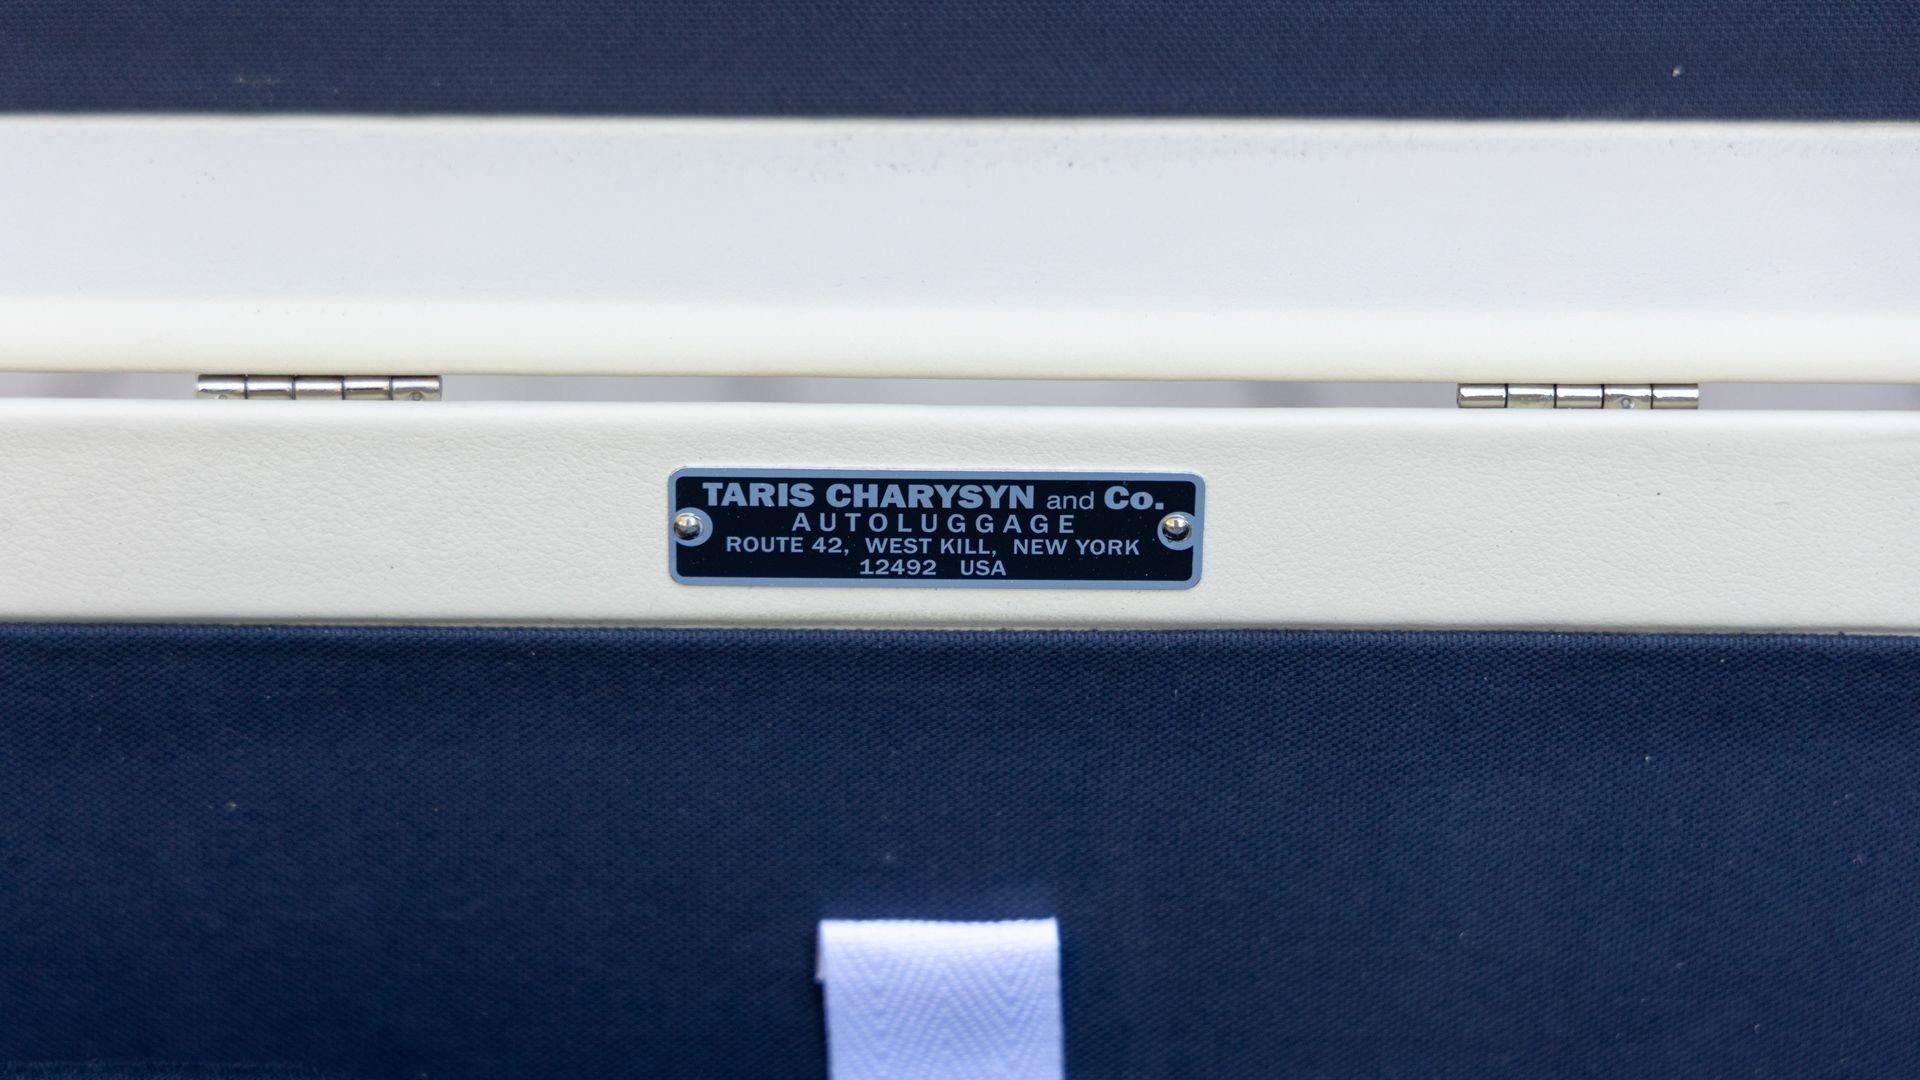 TARIS CHARYSYN and Co.
AUTOLUGGAGE
ROUTE 42, WEST KILL, NEW YORK
12492 USA